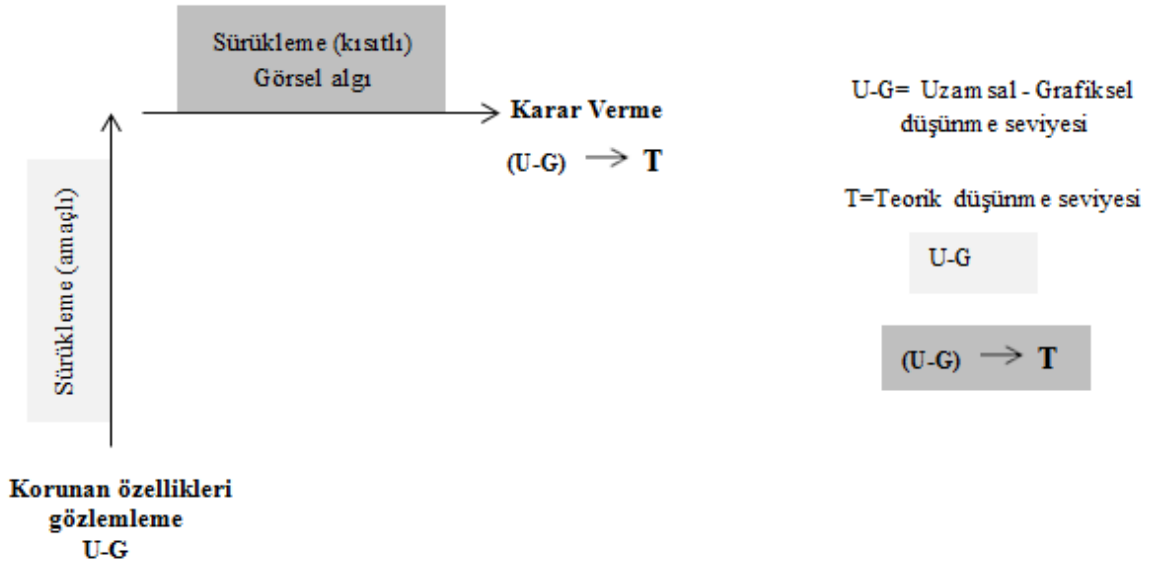 Sürükleme (kısıtlı)
Görsel algı
Karar Verme
(U-G) → T
Sürükleme (amaçlı)
Korunan özellikleri
gözlemleme
U-G
U-G= Uzamsal - Grafiksel
düşünme seviyesi
T=Teorik düşünme seviyesi
U-G
(U-G) → T